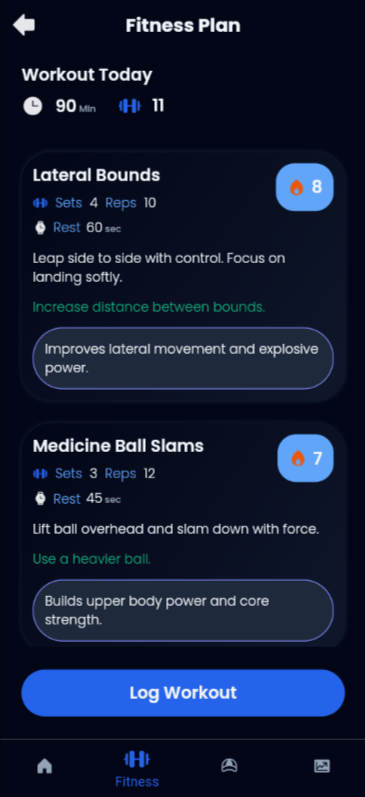 Fitness Plan
Workout Today
90 Min 11
Lateral Bounds
8
Sets 4 Reps 10
Rest 60 sec
Leap side to side with control. Focus on
landing softly.
Increase distance between bounds.
Improves lateral movement and explosive
power.
Medicine Ball Slams
7
Sets 3 Reps 12
Rest 45 sec
Lift ball overhead and slam down with force.
Use a heavier ball.
Builds upper body power and core
strength.
Log Workout
Fitness